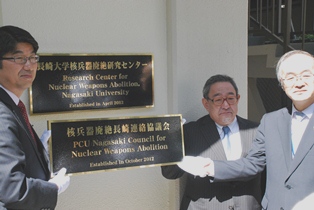 長崎大学核兵器廃絶研究センター
Research Center for
Nuclear Weapons Abolition,
Nagasaki University
Established in April 2012
核兵器廃絶長崎連絡協議会
PCU-Nagasaki Council for
Nuclear Weapons Abolition
Established in October 2012